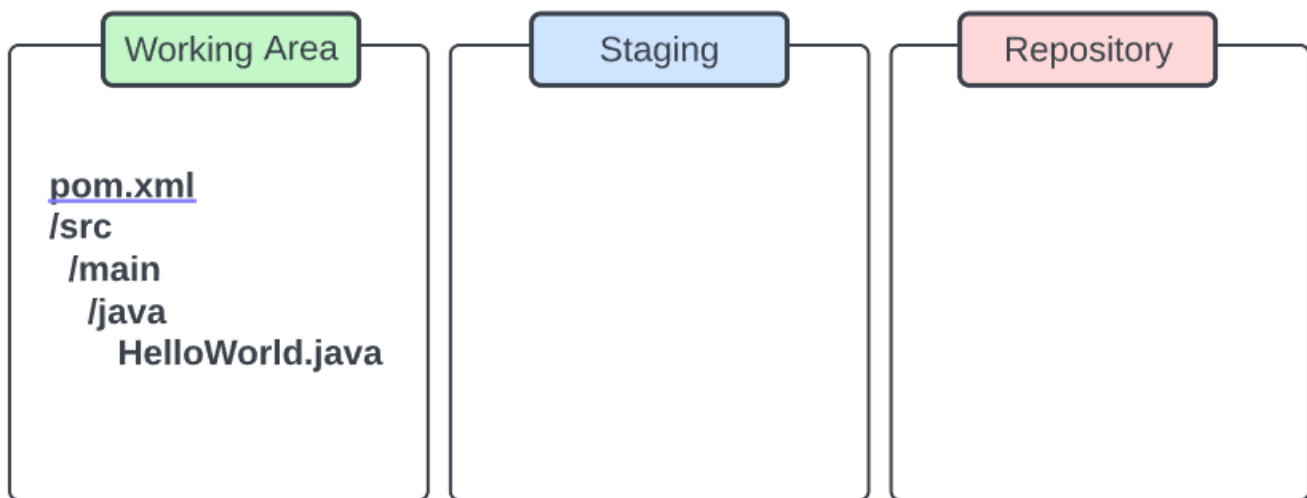 Working Area
Staging
Repository
pom.xml
/src
/main
/java
HelloWorld.java